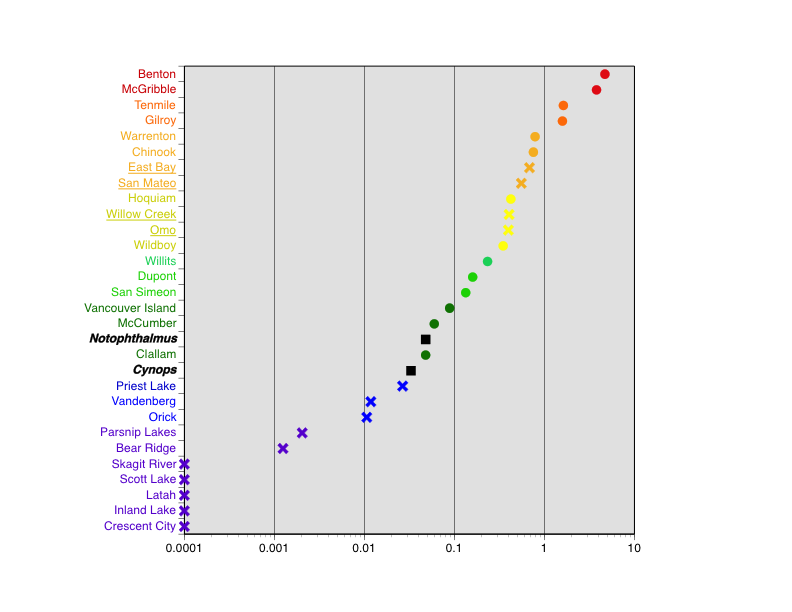 Benton
McGribble
Tenmile
Gilroy
Warrenton
Chinook
East Bay
San Mateo
Hoquiam
Willow Creek
Omo
Wildboy
Willits
Dupont
San Simeon
Vancouver Island
McCumber
Notophthalmus
Clallam
Cynops
Priest Lake
Vandenberg
Orick
Parsnip Lakes
Bear Ridge
Skagit River
Scott Lake
Latah
Inland Lake
Crescent City
0.0001 0.001 0.01 0.1 1 10